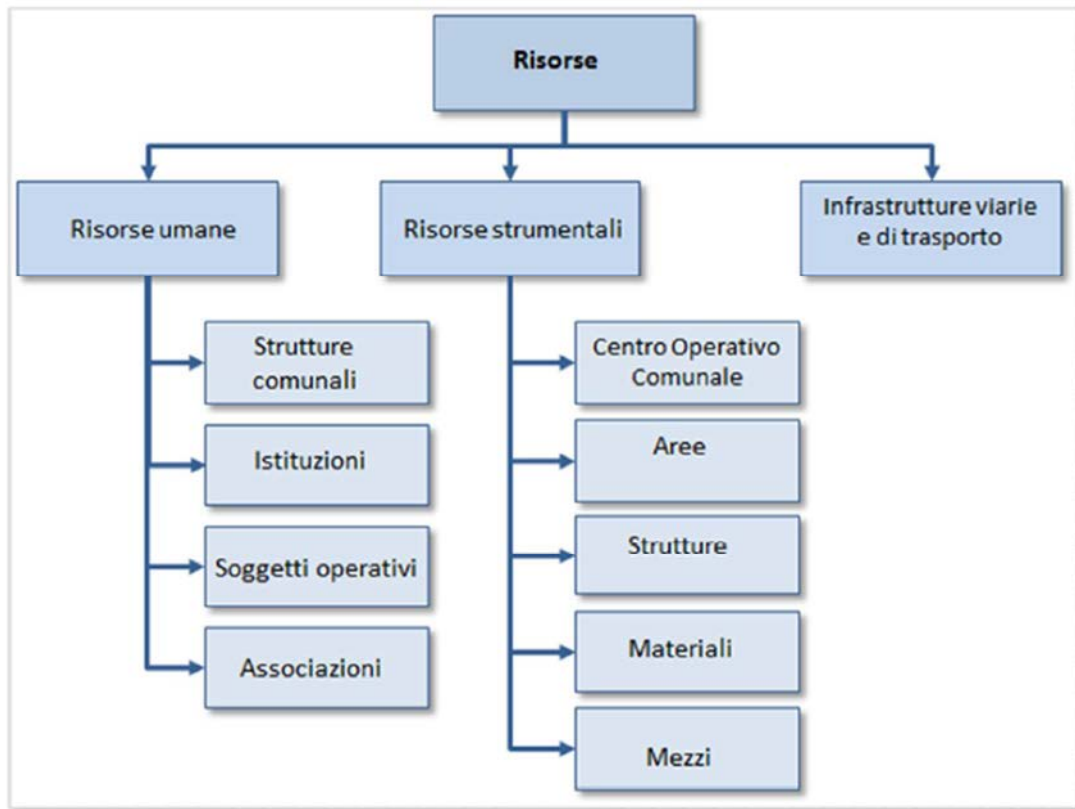 Risorse
Risorse umane
Risorse strumentali
Infrastrutture viarie
e di trasporto
Strutture
comunali
Istituzioni
Soggetti operativi
Associazioni
Centro Operativo
Comunale
Aree
Strutture
Materiali
Mezzi